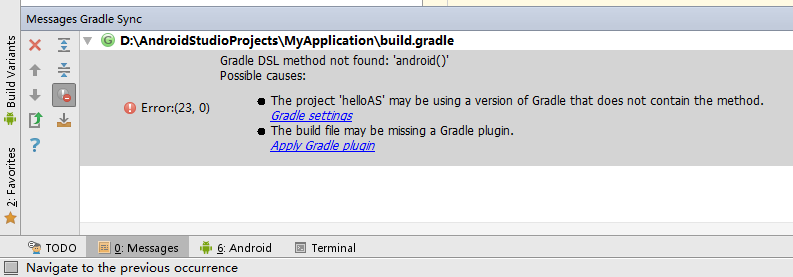 Messages Gradle Sync
Build Variants
2: Favorites
D:\AndroidStudioProjects\MyApplication\build.gradle
Gradle DSL method not found: 'android()'
Possible causes:
Error:(23, 0)
● The project 'helloAS' may be using a version of Gradle that does not contain the method.
Gradle settings
● The build file may be missing a Gradle plugin.
Apply Gradle plugin
TODO 0: Messages 6: Android Terminal
Navigate to the previous occurrence